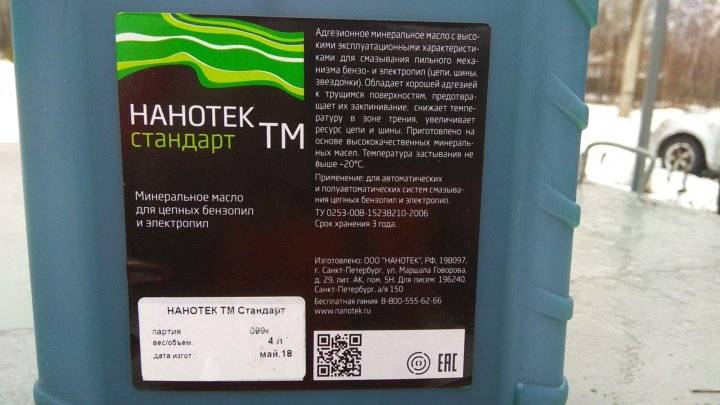 НАНОТЕК ТМ
стандарт
Минеральное масло
для цепных бензопил
и электропил
НАНОТЕК ТМ Стандарт
партия 099к
вес/объем. 4 л
дата изгот. май.18
Адгезионное минеральное масло с высо-
кими эксплуатационными характеристи-
ками для смазывания пильного меха-
низма бензо- и электропил (цепи, шины,
звездочки). Обладает хорошей адгезией
к трущимся поверхностям, предотвра-
щает их заклинивание, снижает темпе-
ратуру в зоне трения, увеличивает
ресурс цепи и шины. Приготовлено на
основе высококачественных минераль-
ных масел. Температура застывания не
выше –20°С.
Применение: для автоматических
и полуавтоматических систем смазыва-
ния цепных бензопил и электропил.
ТУ 0253-008-15238210-2006
Срок хранения 3 года.
Изготовлено: ООО "НАНОТЕК", РФ, 198097,
г. Санкт-Петербург, ул. Маршала Говорова,
д. 29, лит. АК, пом. 5Н. Для писем: 196240,
Санкт-Петербург, а/я 150
Бесплатная линия 8-800-555-62-66
www.nanotek.ru
ЕАС